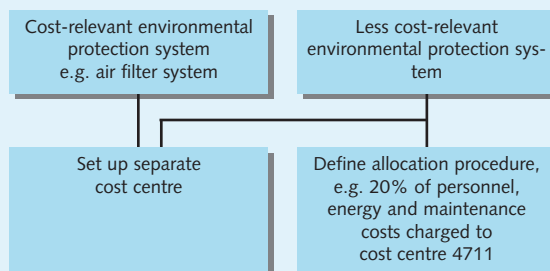 Cost-relevant environmental
protection system
e.g. air filter system
Less cost-relevant
environmental protection sys-
tem
Set up separate
cost centre
Define allocation procedure,
e.g. 20% of personnel,
energy and maintenance
costs charged to
cost centre 4711